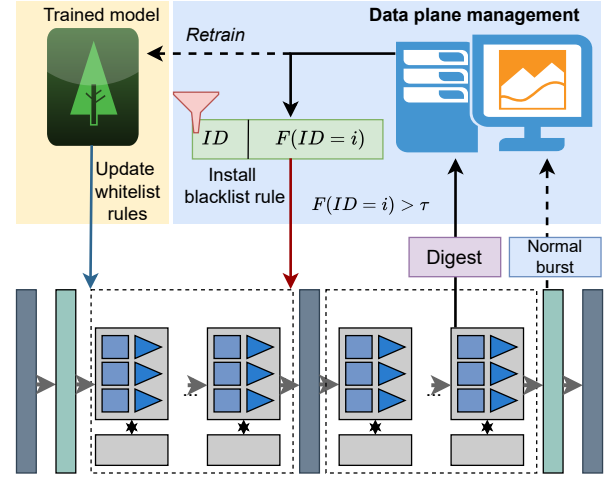 Trained model
Data plane management
Retrain
ID F(ID = i)
Update
whitelist
rules
Install
blacklist rule
F(ID = i) > τ
Digest
Normal
burst